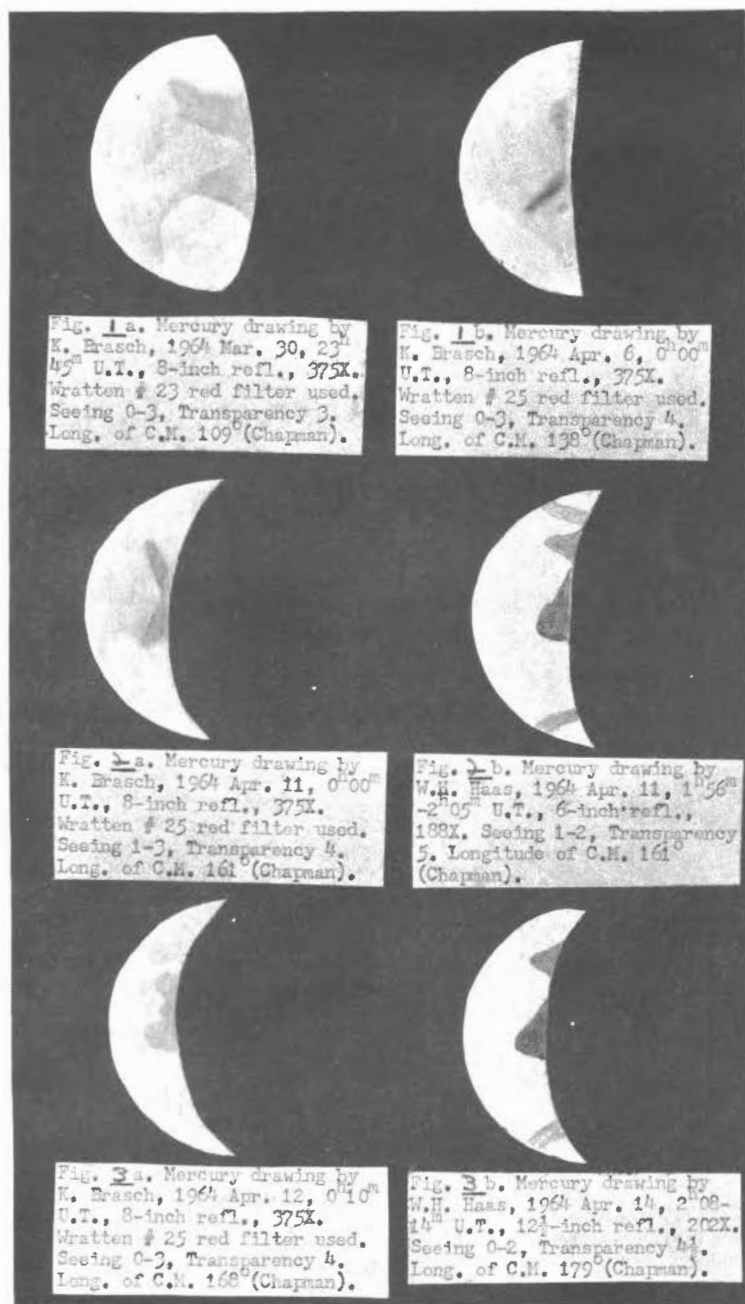 Fig. 1 a. Mercury drawing by
K. Brasch, 1964 Mar. 30, 23h
45m U.T., 8-inch refl., 375X.
Wratten # 23 red filter used.
Seeing 0-3, Transparency 3.
Long. of C.M. 109° (Chapman).
Fig. 1 b. Mercury drawing by
K. Brasch, 1964 Apr. 6, 0h00m
U.T., 8-inch refl., 375X.
Wratten # 25 red filter used.
Seeing 0-3, Transparency 4.
Long. of C.M. 138° (Chapman).
Fig. 2 a. Mercury drawing by
K. Brasch, 1964 Apr. 11, 0h00m
U.T., 8-inch refl., 375X.
Wratten # 25 red filter used.
Seeing 1-3, Transparency 4.
Long. of C.M. 161° (Chapman).
Fig. 2 b. Mercury drawing by
W.H. Haas, 1964 Apr. 11, 1h56m
-2h05m U.T., 6-inch refl.,
188X. Seeing 1-2, Transparency
5. Longitude of C.M. 161°
(Chapman).
Fig. 3 a. Mercury drawing by
K. Brasch, 1964 Apr. 12, 0h10m
U.T., 8-inch refl., 375X.
Wratten # 25 red filter used.
Seeing 0-3, Transparency 4.
Long. of C.M. 168° (Chapman).
Fig. 3 b. Mercury drawing by
W.H. Haas, 1964 Apr. 14, 2h08-
14m U.T., 12½-inch refl., 202X.
Seeing 0-2, Transparency 4½.
Long. of C.M. 179° (Chapman).